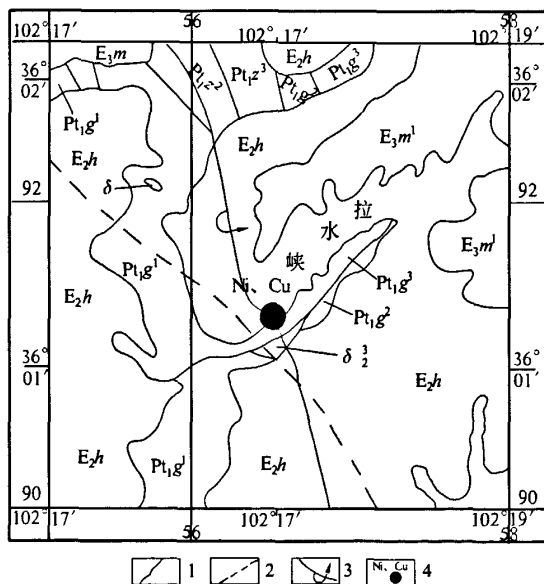 56 58
102°17′ 102°17′ 102°19′
E₃m E₂h
Pt₁z² Pt₁z³ Pt₁g³
36°
02′
36°
02′
Pt₁g¹
E₂h E₂h E₃m¹
δ
92 92
拉
水
峡
E₃m¹
Pt₁g¹
Ni、Cu
Pt₁g³
E₂h
Pt₁g²
δ³₂
36°
01′
36°
01′
E₂h
E₂h Pt₁g¹ E₂h
90 90
102°17′ 56 102°17′ 102°19′ 58
1 2 3 Ni、Cu 4